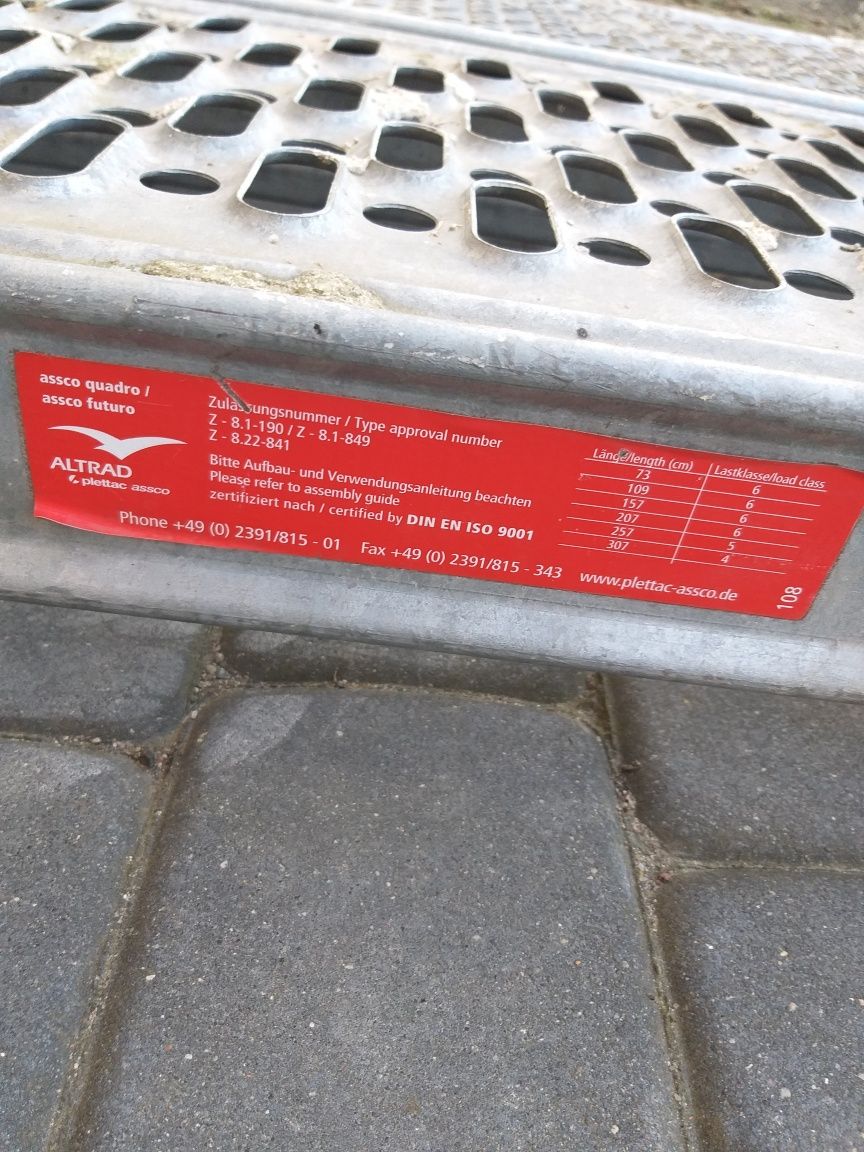 assco quadro /
assco futuro
ALTRAD
plettac assco
Zulassungsnummer / Type approval number
Z - 8.1-190 / Z - 8.1-849
Z - 8.22-841
Bitte Aufbau- und Verwendungsanleitung beachten
Please refer to assembly guide
zertifiziert nach / certified by DIN EN ISO 9001
Länge/length (cm) Lastklasse/load class
73 6
109 6
157 6
207 6
257 5
307 4
Phone +49 (0) 2391/815 - 01 Fax +49 (0) 2391/815 - 343 www.plettac-assco.de
108